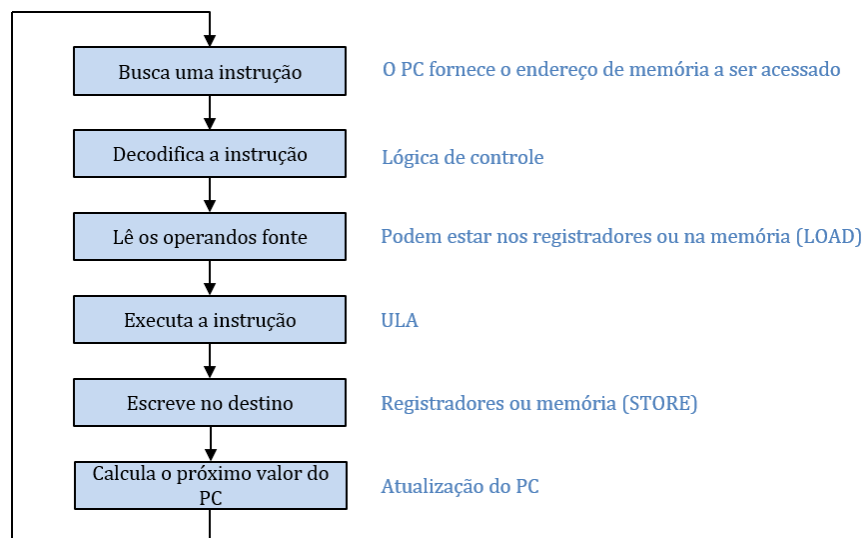 Busca uma instrução
O PC fornece o endereço de memória a ser acessado
Decodifica a instrução
Lógica de controle
Lê os operandos fonte
Podem estar nos registradores ou na memória (LOAD)
Executa a instrução
ULA
Escreve no destino
Registradores ou memória (STORE)
Calcula o próximo valor do
PC
Atualização do PC